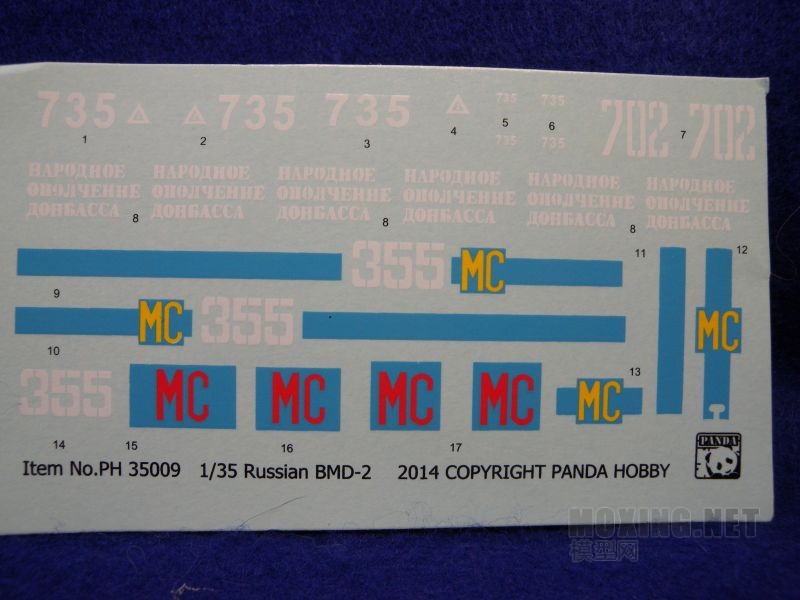 735 735 735 735 735 702 702
1 2 3 4 5 6 7
735 735
НАРОДНОЕ НАРОДНОЕ НАРОДНОЕ НАРОДНОЕ НАРОДНОЕ НАРОДНОЕ
ОПОЛЧЕНИЕ ОПОЛЧЕНИЕ ОПОЛЧЕНИЕ ОПОЛЧЕНИЕ ОПОЛЧЕНИЕ ОПОЛЧЕНИЕ
ДОНБАССА ДОНБАССА ДОНБАССА ДОНБАССА ДОНБАССА ДОНБАССА
8 8 8
355 МС 11 12
9
МС 355 МС
10
355 МС МС МС МС МС 13
14 15 16 17
PANDA
Item No.PH 35009 1/35 Russian BMD-2 2014 COPYRIGHT PANDA HOBBY
MOXING.NET
模型网